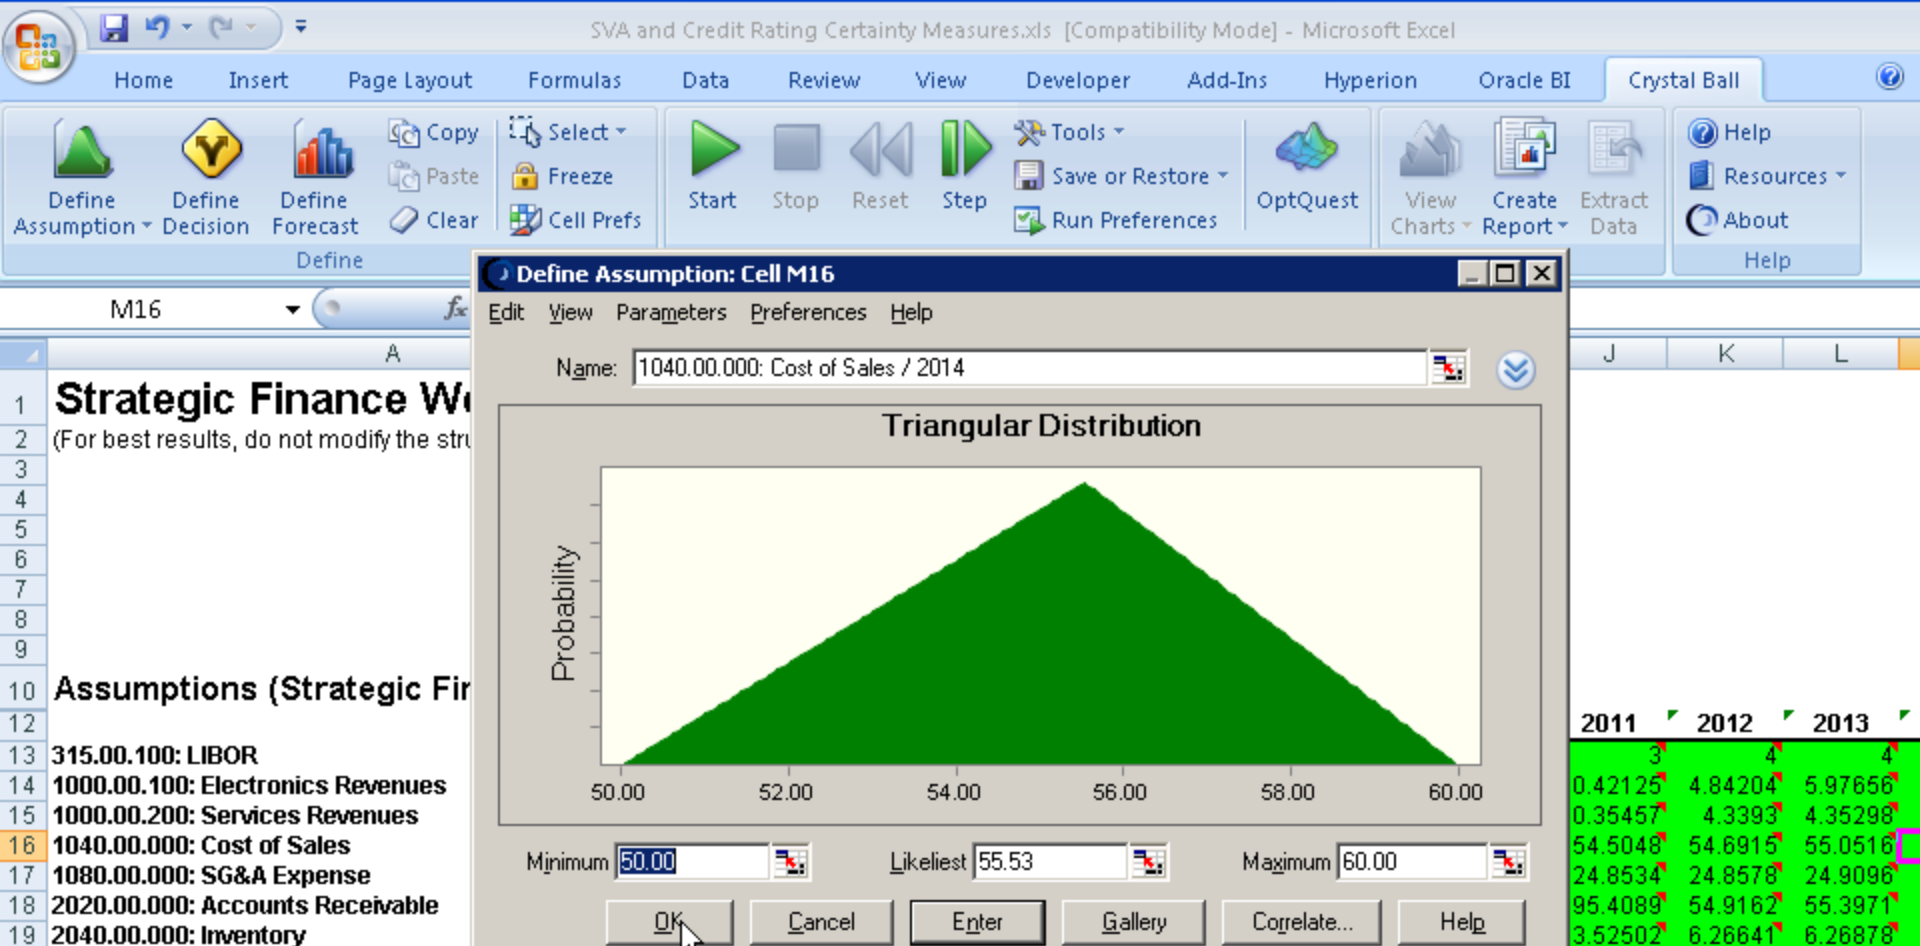 SVA and Credit Rating Certainty Measures.xls [Compatibility Mode] - Microsoft Excel
Home Insert Page Layout Formulas Data Review View Developer Add-Ins Hyperion Oracle BI Crystal Ball
Define Assumption Define Decision Define Forecast Copy Paste Clear Select Freeze Cell Prefs
Start Stop Reset Step Tools Save or Restore Run Preferences OptQuest
View Charts Create Report Extract Data Help Resources About
Define Help
M16 fx
Define Assumption: Cell M16
Edit View Parameters Preferences Help
Name: 1040.00.000: Cost of Sales / 2014
Triangular Distribution
Probability
50.00 52.00 54.00 56.00 58.00 60.00
Minimum 50.00 Likeliest 55.53 Maximum 60.00
OK Cancel Enter Gallery Correlate... Help
A J K L
1 Strategic Finance
2 (For best results, do not modify the
3
4
5
6
7
8
9
10 Assumptions (Strategic
12 2011 2012 2013
13 315.00.100: LIBOR 3 4 4
14 1000.00.100: Electronics Revenues 0.42125 4.84204 5.97656
15 1000.00.200: Services Revenues 0.35457 4.3393 4.35298
16 1040.00.000: Cost of Sales 54.5048 54.6915 55.0516
17 1080.00.000: SG&A Expense 24.8534 24.8578 24.9096
18 2020.00.000: Accounts Receivable 95.4089 54.9162 55.3971
19 2040.00.000: Inventory 3.52502 6.26641 6.26878